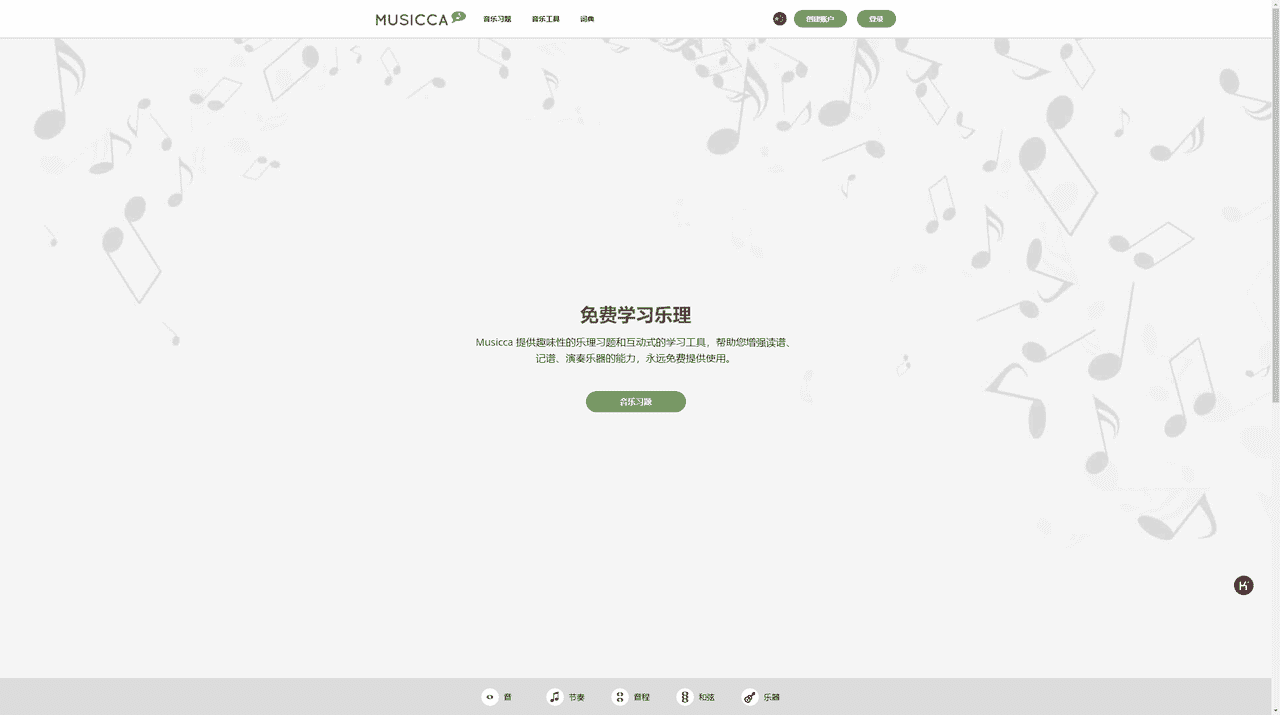 MUSICCA
音乐习题
音乐工具
词典
创建账户
登录
免费学习乐理
Musicca 提供趣味性的乐理习题和互动式的学习工具，帮助您增强读谱、
记谱、演奏乐器的能力，永远免费提供使用。
音乐习题
音
节奏
音程
和弦
乐器